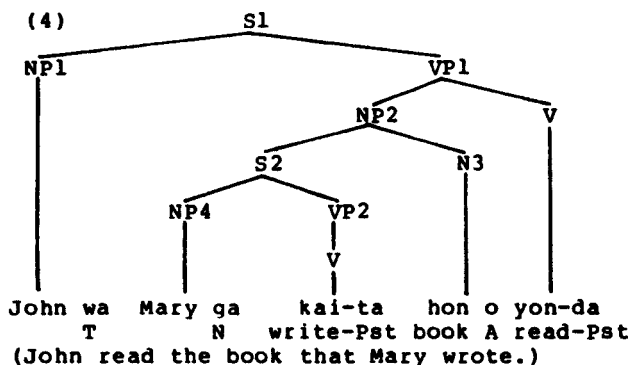 (4) S1
NP1 VP1
NP2 V
S2 N3
NP4 VP2
V
John wa Mary ga kai-ta hon o yon-da
T N write-Pst book A read-Pst
(John read the book that Mary wrote.)